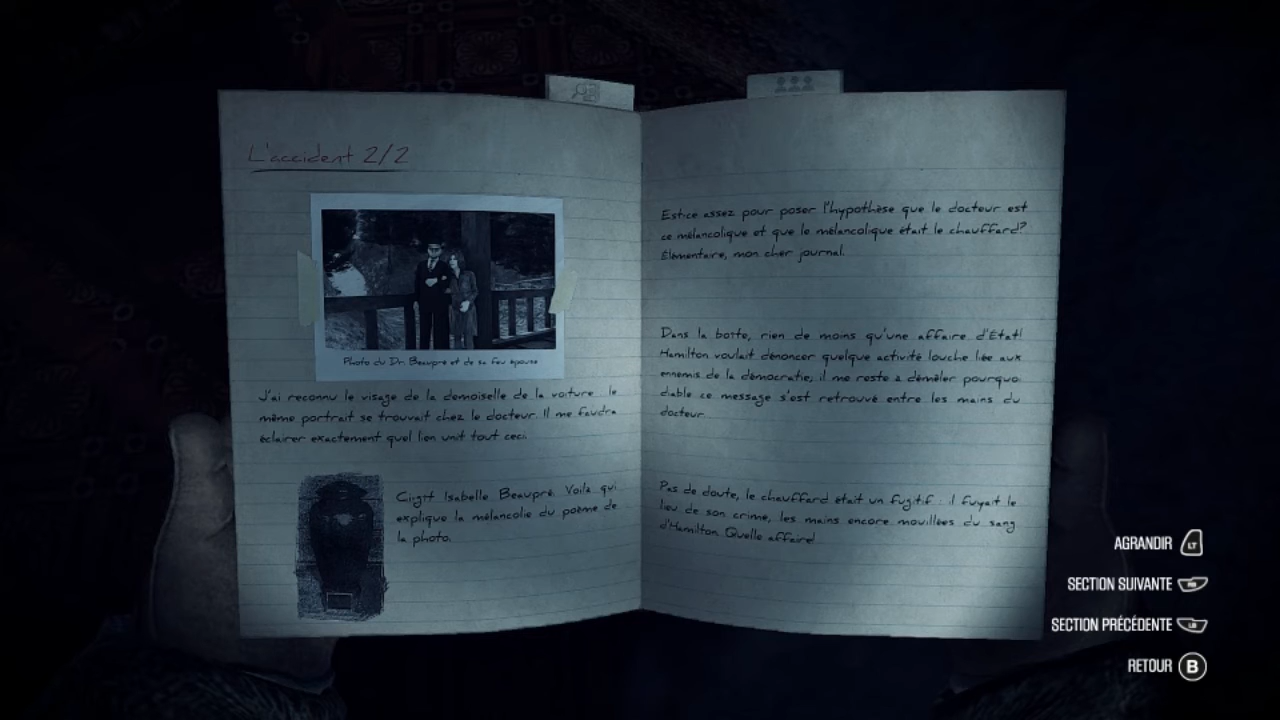 L'accident 2/2
Photo du Dr. Beaupré et de sa feu épouse
J'ai reconnu le visage de la demoiselle de la voiture : le
même portrait se trouvait chez le docteur. Il me faudra
éclairer exactement quel lien unit tout ceci.
Ci-gît Isabelle Beaupré. Voilà qui
explique la mélancolie du poème de
la photo.
Est-ce assez pour poser l'hypothèse que le docteur est
ce mélancolique et que le mélancolique était le chauffard?
Élémentaire, mon cher journal.
Dans la botte, rien de moins qu'une affaire d'État!
Hamilton voulait dénoncer quelque activité louche liée aux
ennemis de la démocratie; il me reste à démêler pourquoi
diable ce message s'est retrouvé entre les mains du
docteur.
Pas de doute, le chauffard était un fugitif : il fuyait le
lieu de son crime, les mains encore mouillées du sang
d'Hamilton. Quelle affaire!
AGRANDIR LT
SECTION SUIVANTE RB
SECTION PRÉCÉDENTE LB
RETOUR B